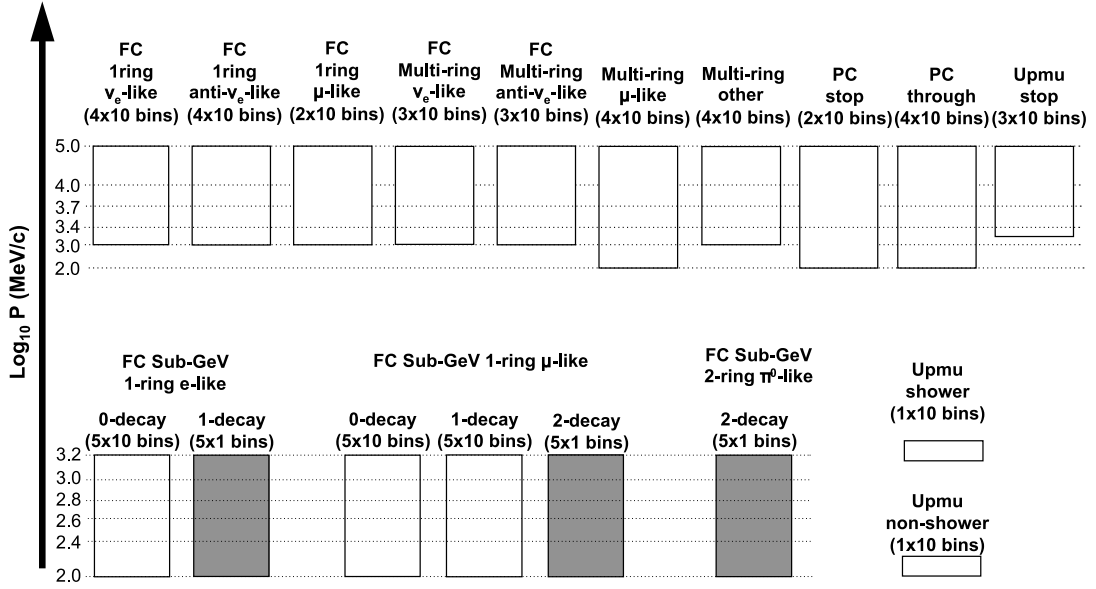 Log₁₀ P (MeV/c)
FC
1ring
νₑ-like
(4x10 bins)
FC
1ring
anti-νₑ-like
(4x10 bins)
FC
1ring
μ-like
(2x10 bins)
FC
Multi-ring
νₑ-like
(3x10 bins)
FC
Multi-ring
anti-νₑ-like
(3x10 bins)
Multi-ring
μ-like
(4x10 bins)
Multi-ring
other
(4x10 bins)
PC
stop
(2x10 bins)
PC
through
(4x10 bins)
Upmu
stop
(3x10 bins)
5.0
4.0
3.7
3.4
3.0
2.0
FC Sub-GeV
1-ring e-like
0-decay
(5x10 bins)
1-decay
(5x1 bins)
FC Sub-GeV 1-ring μ-like
0-decay
(5x10 bins)
1-decay
(5x10 bins)
2-decay
(5x1 bins)
FC Sub-GeV
2-ring π⁰-like
2-decay
(5x1 bins)
3.2
3.0
2.8
2.6
2.4
2.0
Upmu
shower
(1x10 bins)
Upmu
non-shower
(1x10 bins)